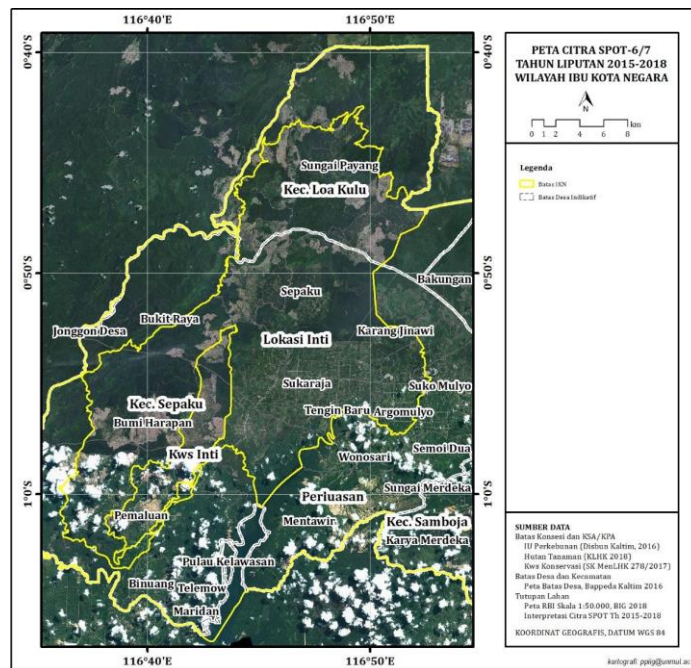 116°40'
116°50'
0°40'S
0°40'S
PETA CITRA SPOT-6/7
TAHUN LIPUTAN 2015-2018
WILAYAH IBU KOTA NEGARA
N
0 1 2 4 6 8
km
Legenda
Batas IKN
Batas Desa Indikatif
Sungai Payang
Kec. Loa Kulu
0°50'S
0°50'S
Bakungan
Sepaku
Bukit Raya
Jonggon Desa
Karang Jinawi
Lokasi Inti
Sukaraja
Suko Mulyo
Kec. Sepaku
Tengin Baru
Argomulyo
Bumi Harapan
Semoi Dua
Kws Inti
Wonosari
Sungai Merdeka
1°0'S
1°0'S
Perluasan
Pemaluan
Mentawir
Kec. Samboja
Karya Merdeka
Pulau Kelawasan
Binuang
Telemow
Maridan
116°40'
116°50'
SUMBER DATA
Batas Konsesi dan KSA/KPA
IU Perkebunan (Disbun Kaltim, 2016)
Hutan Tanaman (KLHK 2018)
Kws Konservasi (SK MenLHK 278/2017)
Batas Desa dan Kecamatan
Peta Batas Desa, Bappeda Kaltim 2016
Tutupan Lahan
Peta RBI Skala 1:50.000, BIG 2018
Interpretasi Citra SPOT Th 2015-2018
KOORDINAT GEOGRAFIS, DATUM WGS 84